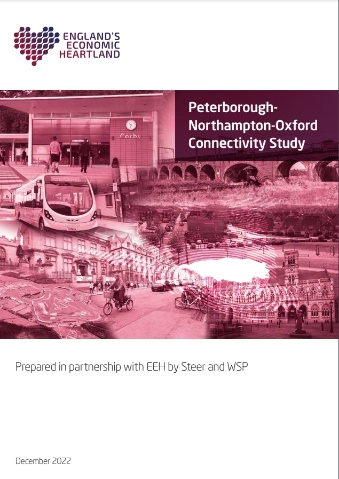 ENGLAND'S
ECONOMIC
HEARTLAND
Peterborough-
Northampton-Oxford
Connectivity Study
Corby
Prepared in partnership with EEH by Steer and WSP
December 2022